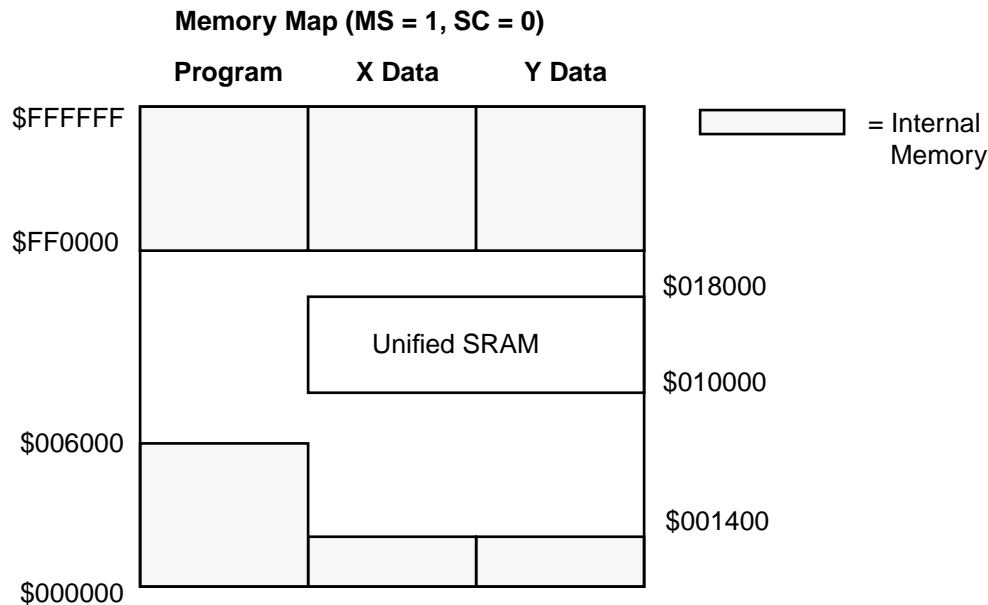 Memory Map (MS = 1, SC = 0)
Program X Data Y Data
$FFFFFF
= Internal
Memory
$FF0000
$018000
Unified SRAM
$010000
$006000
$001400
$000000